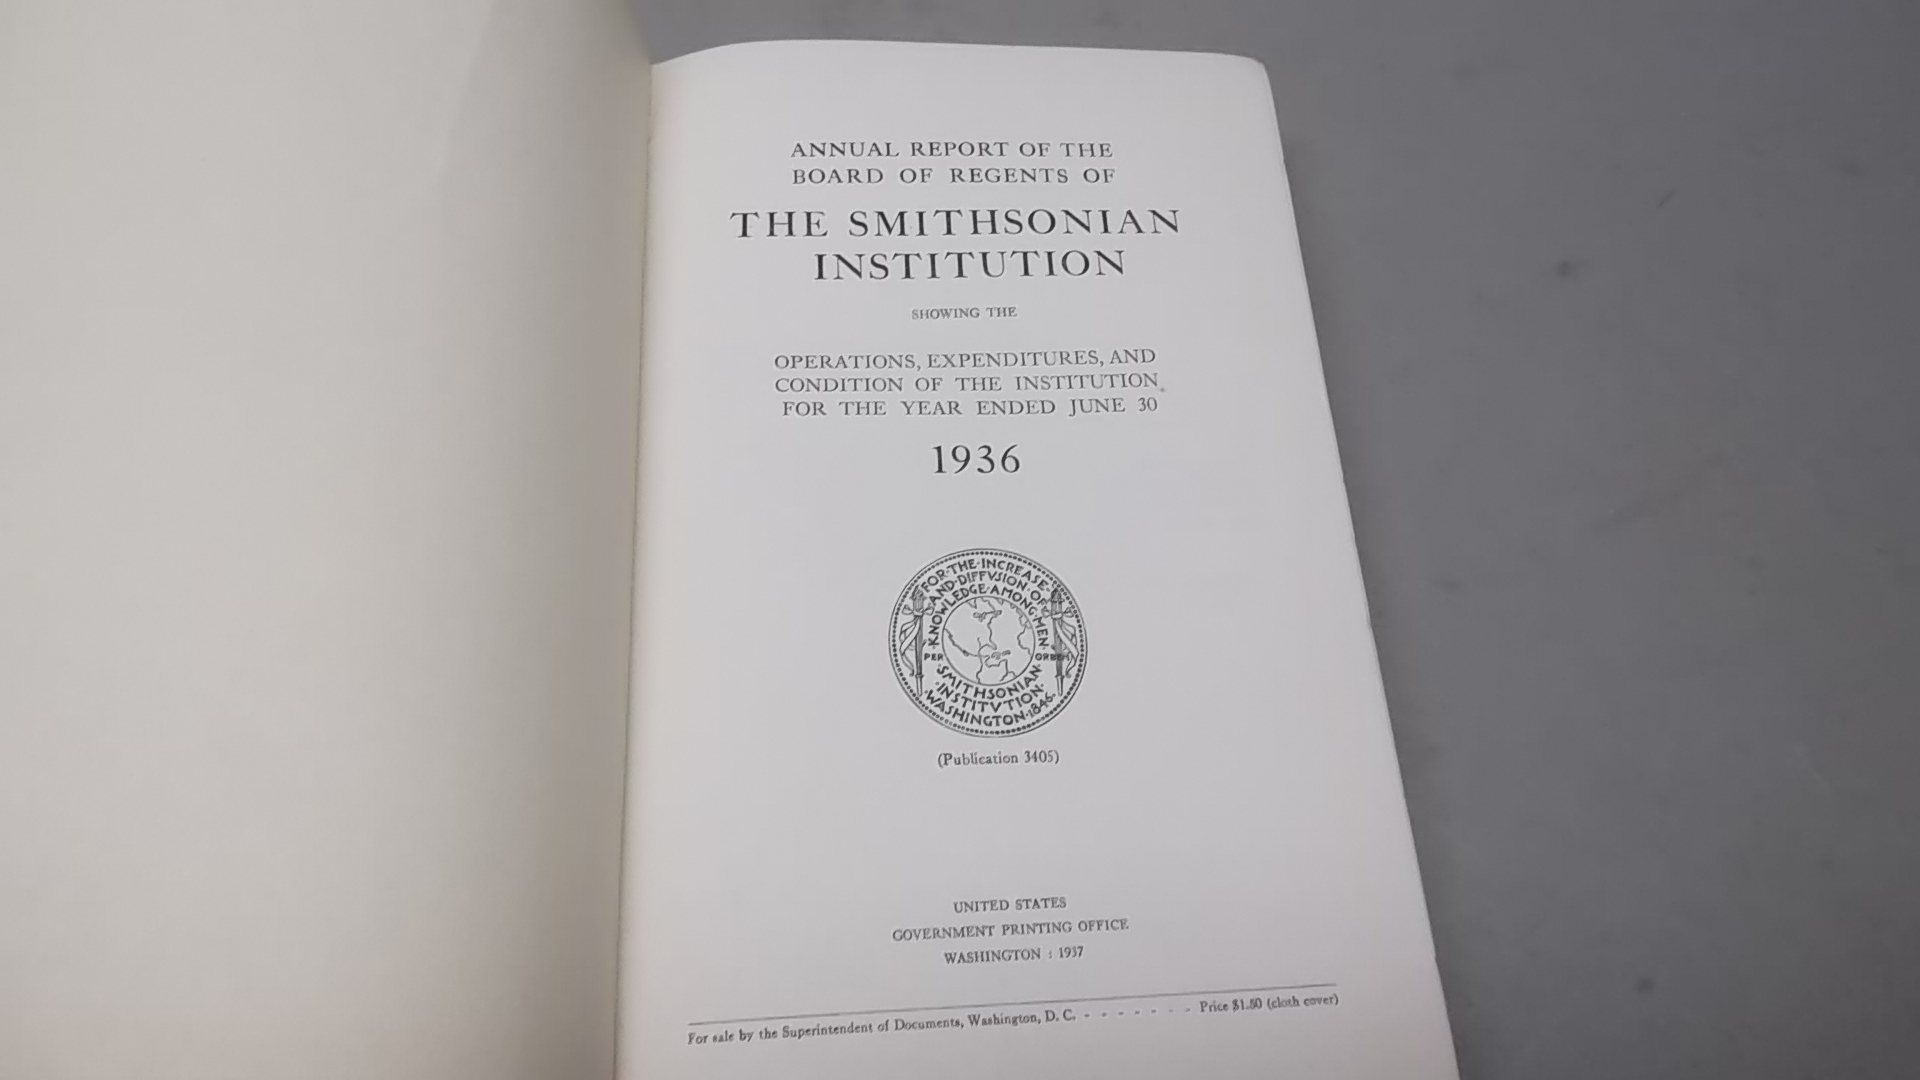 ANNUAL REPORT OF THE
BOARD OF REGENTS OF
THE SMITHSONIAN
INSTITUTION
SHOWING THE
OPERATIONS, EXPENDITURES, AND
CONDITION OF THE INSTITUTION
FOR THE YEAR ENDED JUNE 30
1936
FOR·THE·INCREASE·
AND·DIFFVSION·OF
·KNOWLEDGE·AMONG·MEN·
PER ORBEM
·SMITHSONIAN·
·INSTITVTION·
·WASHINGTON·1846·
(Publication 3405)
UNITED STATES
GOVERNMENT PRINTING OFFICE
WASHINGTON : 1937
For sale by the Superintendent of Documents, Washington, D. C. - - - - - - - Price $1.50 (cloth cover)